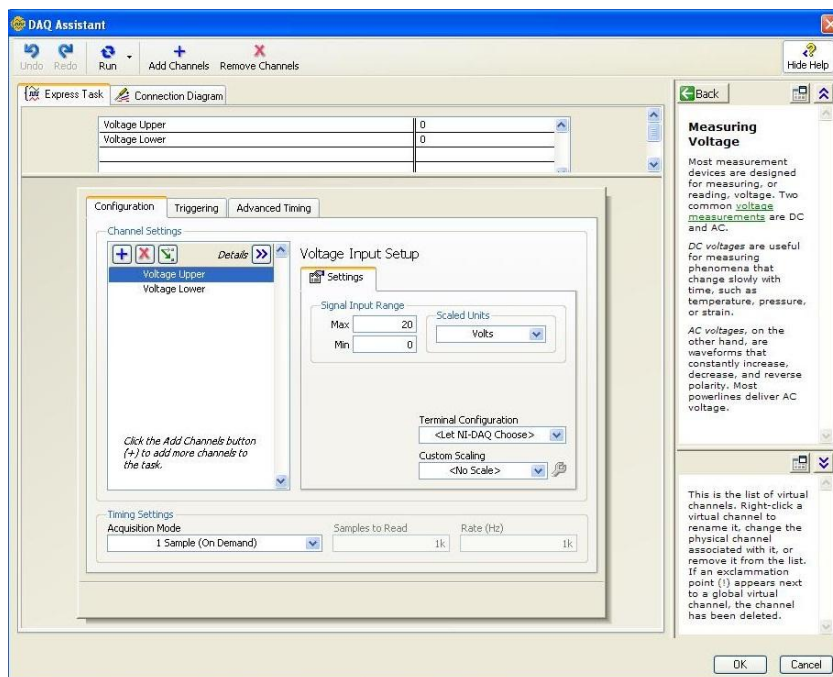 DAQ Assistant
Undo Redo Run Add Channels Remove Channels Hide Help
Express Task Connection Diagram
Voltage Upper 0
Voltage Lower 0
Configuration Triggering Advanced Timing
Channel Settings
Details
Voltage Upper
Voltage Lower
Click the Add Channels button
(+) to add more channels to
the task.
Voltage Input Setup
Settings
Signal Input Range
Max 20
Min 0
Scaled Units
Volts
Terminal Configuration
<Let NI-DAQ Choose>
Custom Scaling
<No Scale>
Timing Settings
Acquisition Mode Samples to Read Rate (Hz)
1 Sample (On Demand) 1k 1k
Back
Measuring
Voltage
Most measurement
devices are designed
for measuring, or
reading, voltage. Two
common voltage
measurements are DC
and AC.
DC voltages are useful
for measuring
phenomena that
change slowly with
time, such as
temperature, pressure,
or strain.
AC voltages, on the
other hand, are
waveforms that
constantly increase,
decrease, and reverse
polarity. Most
powerlines deliver AC
voltage.
This is the list of virtual
channels. Right-click a
virtual channel to
rename it, change the
physical channel
associated with it, or
remove it from the list.
If an exclammation
point (!) appears next
to a global virtual
channel, the channel
has been deleted.
OK Cancel